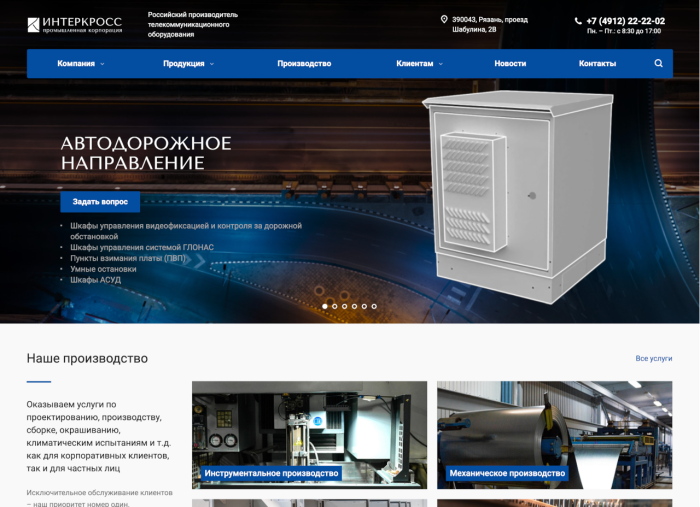 ИНТЕРКРОСС
промышленная корпорация
Российский производитель
телекоммуникационного
оборудования
390043, Рязань, проезд
Шабулина, 2В
+7 (4912) 22-22-02
Пн. – Пт.: с 8:30 до 17:00
Компания
Продукция
Производство
Клиентам
Новости
Контакты
АВТОДОРОЖНОЕ
НАПРАВЛЕНИЕ
Задать вопрос
• Шкафы управления видеофиксацией и контроля за дорожной
обстановкой
• Шкафы управления системой ГЛОНАС
• Пункты взимания платы (ПВП)
• Умные остановки
• Шкафы АСУД
Наше производство
Все услуги
Оказываем услуги по
проектированию, производству,
сборке, окрашиванию,
климатическим испытаниям и т.д.
как для корпоративных клиентов,
так и для частных лиц
Исключительное обслуживание клиентов
– наш приоритет номер один.
Инструментальное производство
Механическое производство